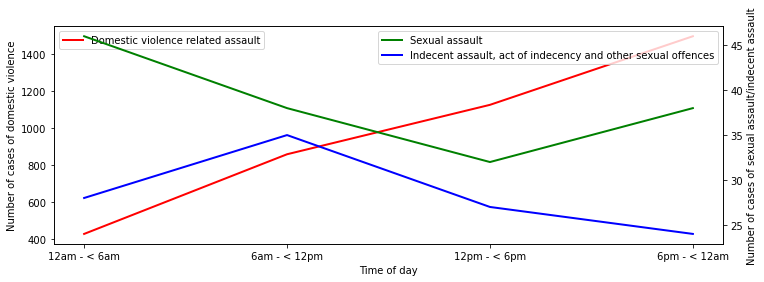 Domestic violence related assault
Sexual assault
Indecent assault, act of indecency and other sexual offences
Number of cases of domestic violence
1400
1200
1000
800
600
400
45
40
35
30
25
Number of cases of sexual assault/indecent assault
12am - < 6am
6am - < 12pm
12pm - < 6pm
6pm - < 12am
Time of day